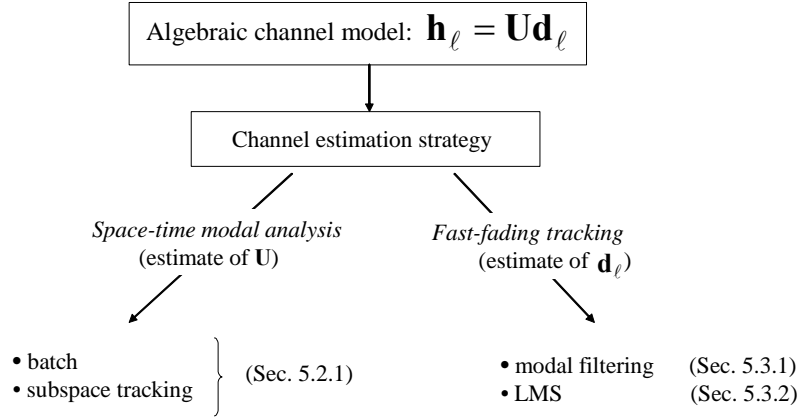 Algebraic channel model: h_ℓ = Ud_ℓ
Channel estimation strategy
Space-time modal analysis
(estimate of U)
Fast-fading tracking
(estimate of d_ℓ)
• batch
• subspace tracking
(Sec. 5.2.1)
• modal filtering (Sec. 5.3.1)
• LMS (Sec. 5.3.2)